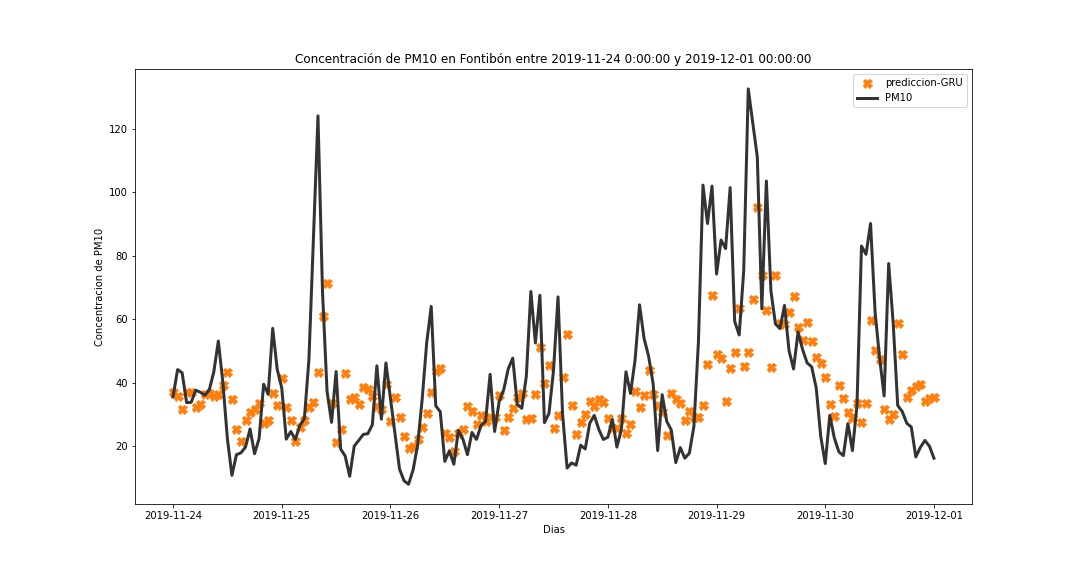 Concentración de PM10 en Fontibón entre 2019-11-24 0:00:00 y 2019-12-01 00:00:00
prediccion-GRU
PM10
Concentracion de PM10
120
100
80
60
40
20
2019-11-24
2019-11-25
2019-11-26
2019-11-27
2019-11-28
2019-11-29
2019-11-30
2019-12-01
Dias